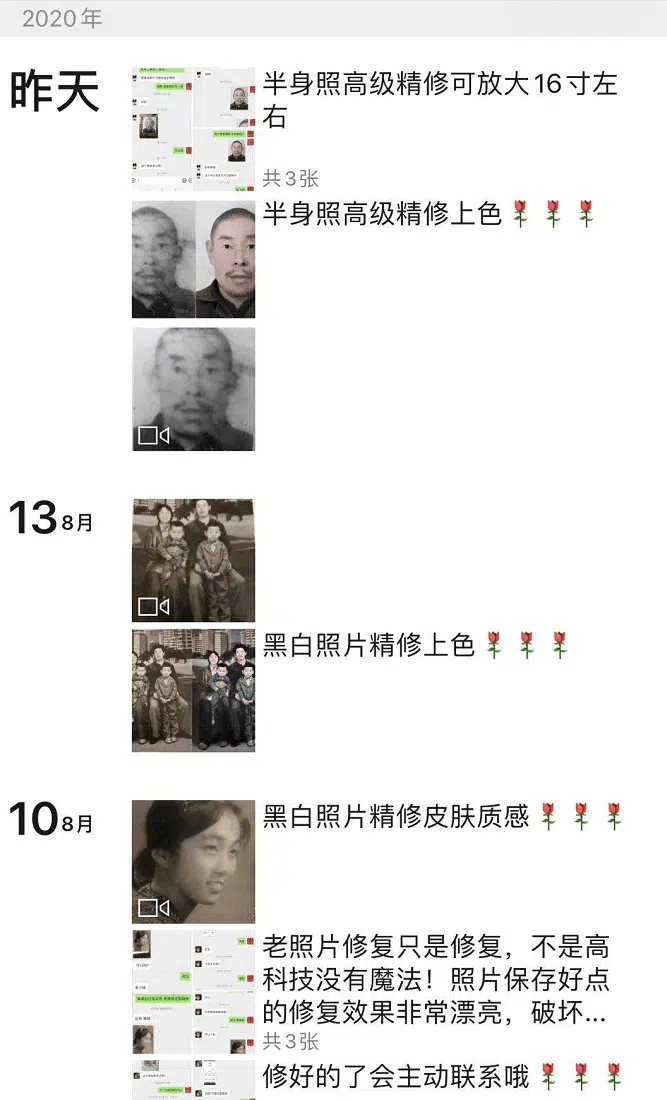 2020年
昨天
半身照高级精修可放大16寸左
右
共3张
半身照高级精修上色🌹🌹🌹
13 8月
黑白照片精修上色🌹🌹🌹
10 8月
黑白照片精修皮肤质感🌹🌹🌹
老照片修复只是修复，不是高
科技没有魔法！照片保存好点
的修复效果非常漂亮，破坏...
共3张
修好的了会主动联系哦🌹🌹🌹